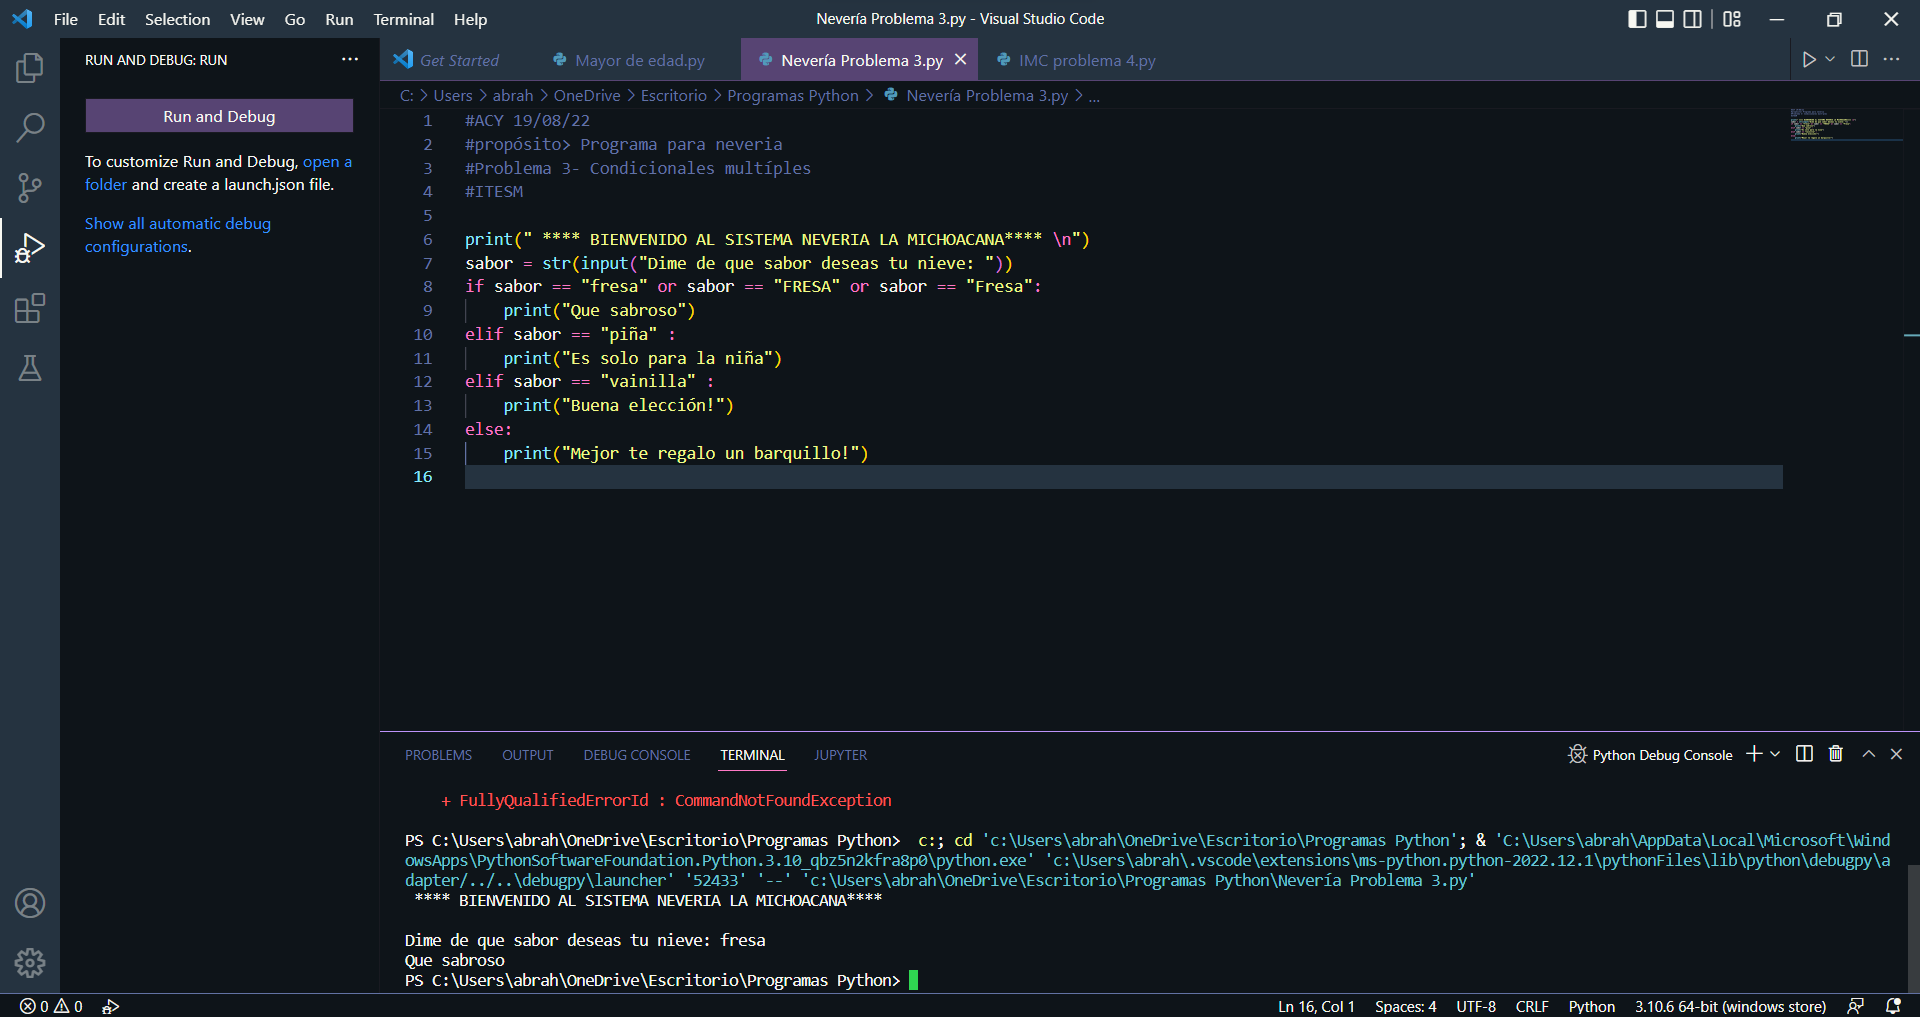 File Edit Selection View Go Run Terminal Help
Nevería Problema 3.py - Visual Studio Code
RUN AND DEBUG: RUN
Run and Debug
To customize Run and Debug, open a
folder and create a launch.json file.
Show all automatic debug
configurations.
Get Started Mayor de edad.py Nevería Problema 3.py IMC problema 4.py
C: > Users > abrah > OneDrive > Escritorio > Programas Python > Nevería Problema 3.py > ...
1 #ACY 19/08/22
2 #propósito> Programa para neveria
3 #Problema 3- Condicionales multíples
4 #ITESM
5
6 print(" **** BIENVENIDO AL SISTEMA NEVERIA LA MICHOACANA**** \n")
7 sabor = str(input("Dime de que sabor deseas tu nieve: "))
8 if sabor == "fresa" or sabor == "FRESA" or sabor == "Fresa":
9 print("Que sabroso")
10 elif sabor == "piña" :
11 print("Es solo para la niña")
12 elif sabor == "vainilla" :
13 print("Buena elección!")
14 else:
15 print("Mejor te regalo un barquillo!")
16
PROBLEMS OUTPUT DEBUG CONSOLE TERMINAL JUPYTER
Python Debug Console
+ FullyQualifiedErrorId : CommandNotFoundException
PS C:\Users\abrah\OneDrive\Escritorio\Programas Python>  c:; cd 'c:\Users\abrah\OneDrive\Escritorio\Programas Python'; & 'C:\Users\abrah\AppData\Local\Microsoft\Wind
owsApps\PythonSoftwareFoundation.Python.3.10_qbz5n2kfra8p0\python.exe' 'c:\Users\abrah\.vscode\extensions\ms-python.python-2022.12.1\pythonFiles\lib\python\debugpy\a
dapter/../..\debugpy\launcher' '52433' '--' 'c:\Users\abrah\OneDrive\Escritorio\Programas Python\Nevería Problema 3.py'
**** BIENVENIDO AL SISTEMA NEVERIA LA MICHOACANA****
Dime de que sabor deseas tu nieve: fresa
Que sabroso
PS C:\Users\abrah\OneDrive\Escritorio\Programas Python>
0 0
Ln 16, Col 1 Spaces: 4 UTF-8 CRLF Python 3.10.6 64-bit (windows store)